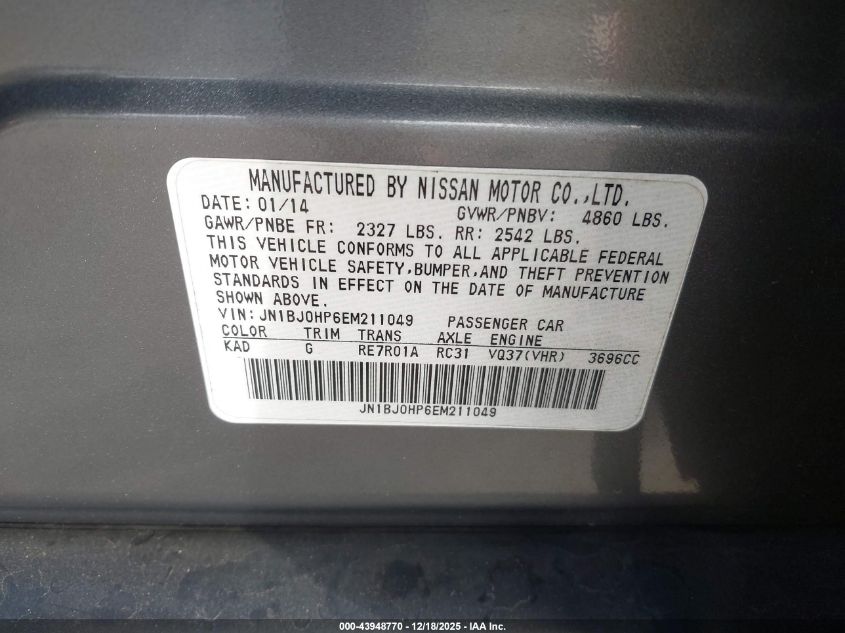 MANUFACTURED BY NISSAN MOTOR CO.,LTD.
DATE: 01/14 GVWR/PNBV: 4860 LBS.
GAWR/PNBE FR: 2327 LBS. RR: 2542 LBS.
THIS VEHICLE CONFORMS TO ALL APPLICABLE FEDERAL
MOTOR VEHICLE SAFETY,BUMPER,AND THEFT PREVENTION
STANDARDS IN EFFECT ON THE DATE OF MANUFACTURE
SHOWN ABOVE.
VIN: JN1BJ0HP6EM211049 PASSENGER CAR
COLOR TRIM TRANS AXLE ENGINE
KAD G RE7R01A RC31 VQ37(VHR) 3696CC
JN1BJ0HP6EM211049
000-43948770 - 12/18/2025 - IAA Inc.